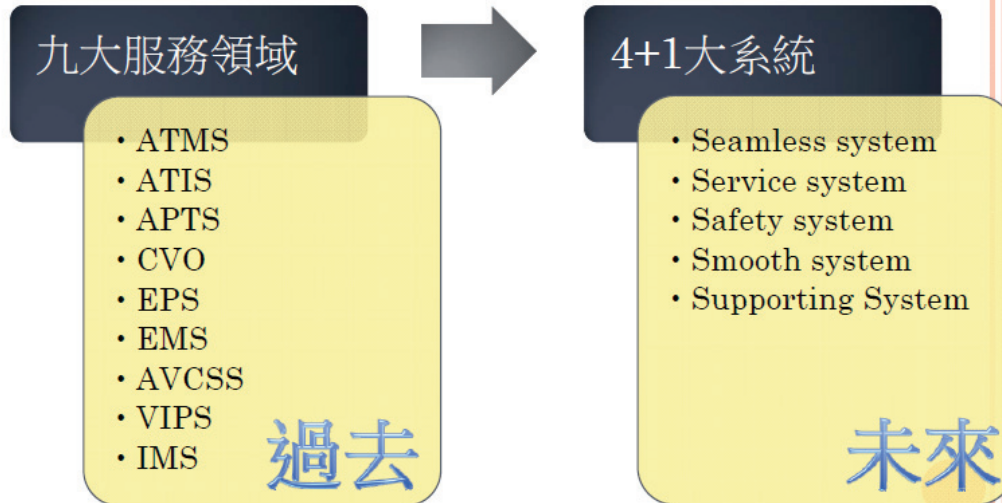 九大服務領域
• ATMS
• ATIS
• APTS
• CVO
• EPS
• EMS
• AVCSS
• VIPS
• IMS
過去
4+1大系統
• Seamless system
• Service system
• Safety system
• Smooth system
• Supporting System
未來